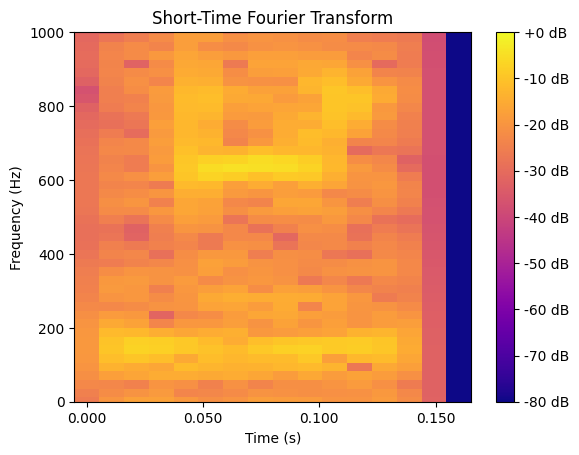 Short-Time Fourier Transform
1000
800
600
400
200
0
Frequency (Hz)
0.000
0.050
0.100
0.150
Time (s)
+0 dB
-10 dB
-20 dB
-30 dB
-40 dB
-50 dB
-60 dB
-70 dB
-80 dB